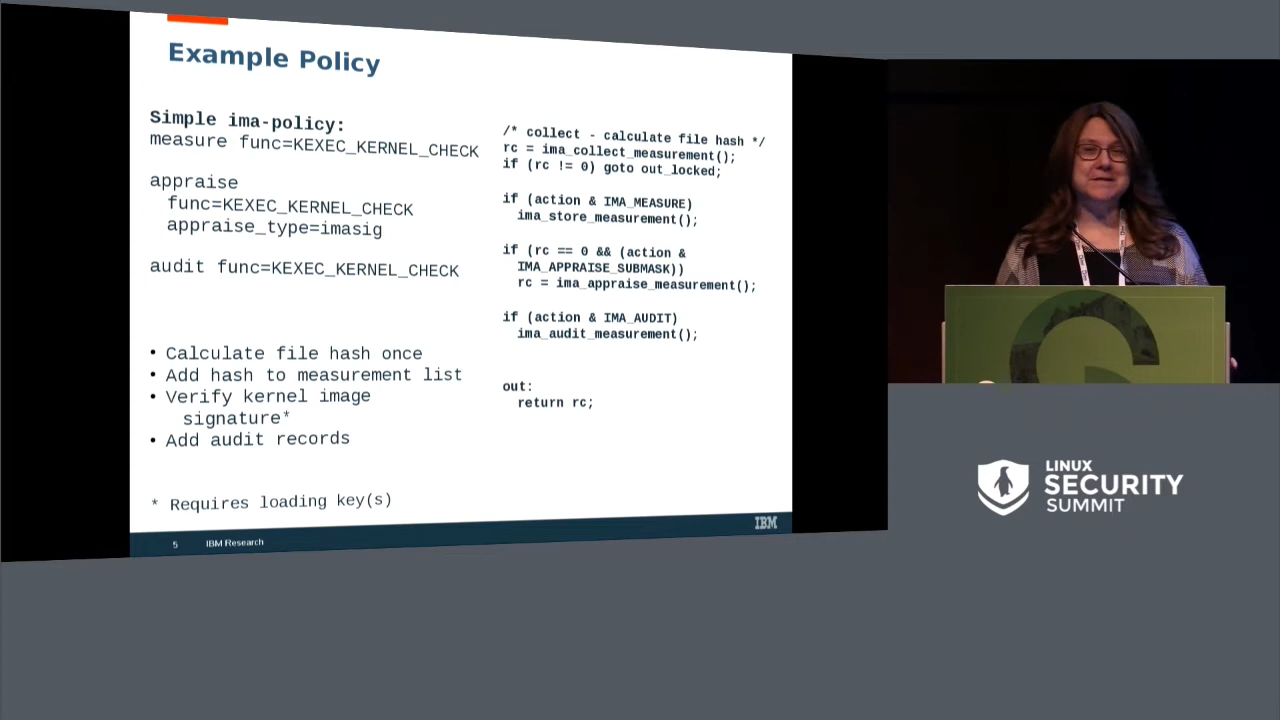 Example Policy
Simple ima-policy:
measure func=KEXEC_KERNEL_CHECK
appraise
func=KEXEC_KERNEL_CHECK
appraise_type=imasig
audit func=KEXEC_KERNEL_CHECK
• Calculate file hash once
• Add hash to measurement list
• Verify kernel image
signature*
• Add audit records
* Requires loading key(s)
/* collect - calculate file hash */
rc = ima_collect_measurement();
if (rc != 0) goto out_locked;
if (action & IMA_MEASURE)
ima_store_measurement();
if (rc == 0 && (action &
IMA_APPRAISE_SUBMASK))
rc = ima_appraise_measurement();
if (action & IMA_AUDIT)
ima_audit_measurement();
out:
return rc;
5 IBM Research
IBM
LINUX
SECURITY
SUMMIT